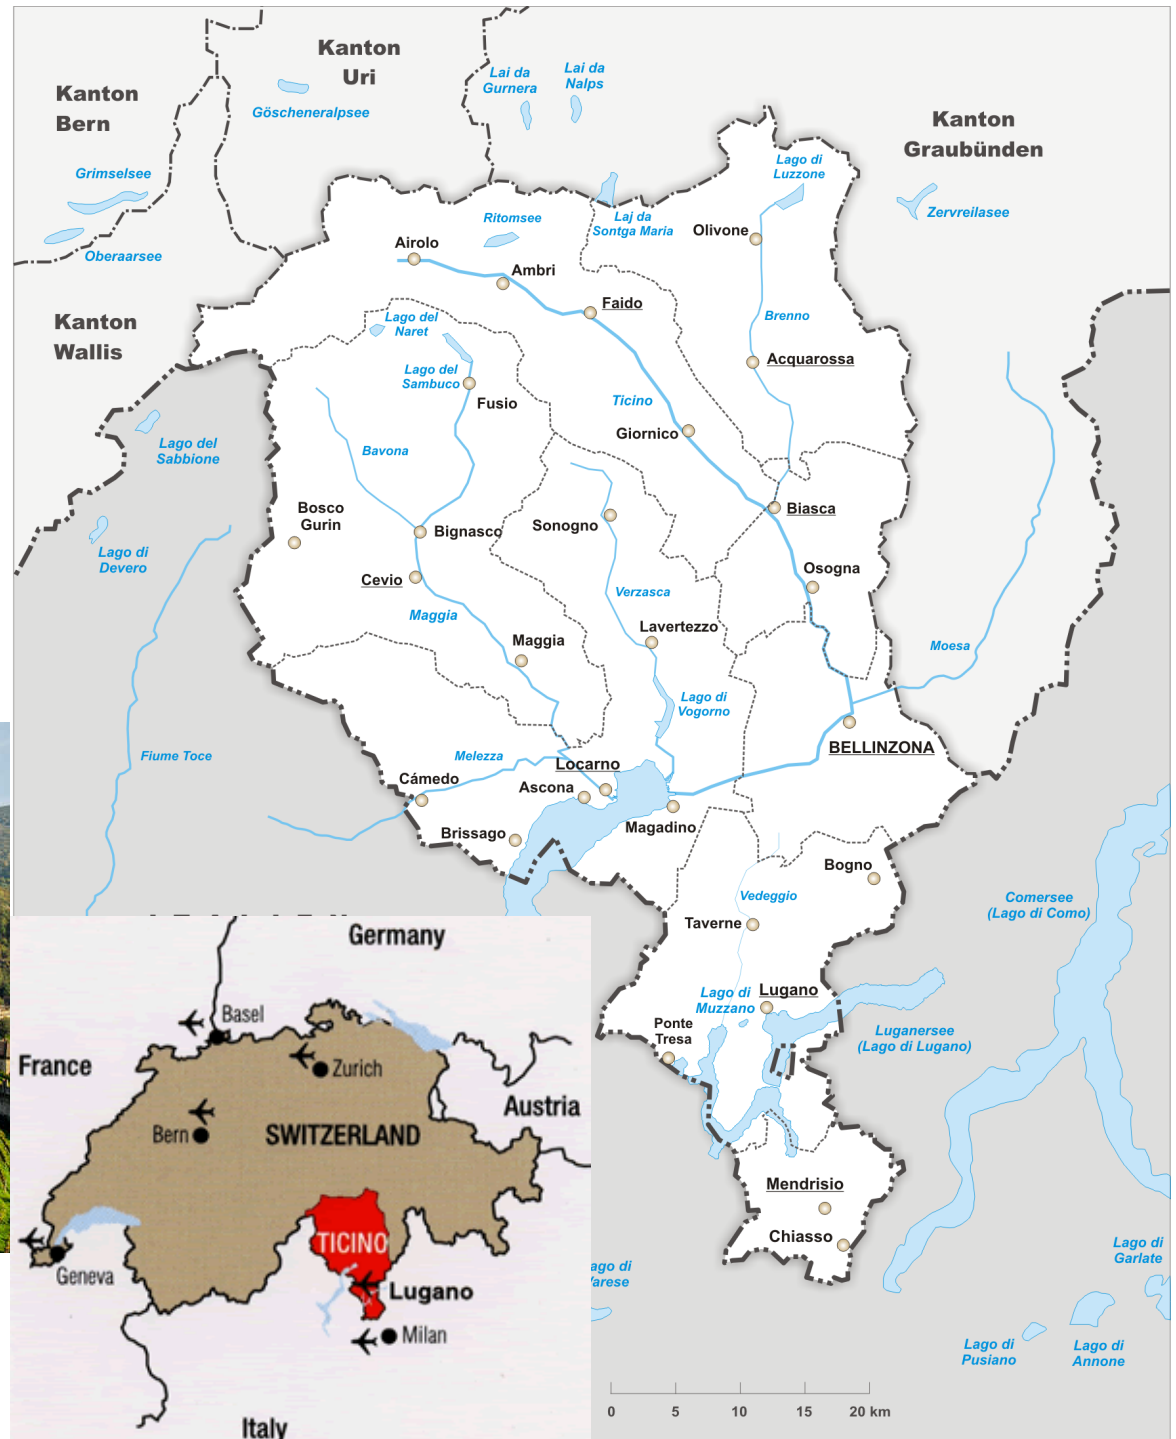 Kanton
Uri
Kanton
Bern
Lai da
Gurnera
Lai da
Nalps
Göscheneralpsee
Kanton
Graubünden
Grimselsee
Oberaarsee
Lago di
Luzzone
Zervreilasee
Ritomsee
Laj da
Sontga Maria
Olivone
Airolo
Ambri
Faido
Kanton
Wallis
Lago del
Naret
Brenno
Acquarossa
Lago del
Sambuco
Fusio
Ticino
Giornico
Lago del
Sabbione
Bavona
Bosco
Gurin
Biasca
Sonogno
Bignasco
Lago di
Devero
Cevio
Osogna
Verzasca
Maggia
Lavertezzo
Maggia
Moesa
Lago di
Vogorno
Fiume Toce
Melezza
BELLINZONA
Locarno
Cámedo
Ascona
Magadino
Brissago
Bogno
Vedeggio
Comersee
(Lago di Como)
Taverne
Lago di
Muzzano
Lugano
Ponte
Tresa
Luganersee
(Lago di Lugano)
Mendrisio
Chiasso
Lago di
Garlate
ago di
Varese
Lago di
Pusiano
Lago di
Annone
0 5 10 15 20 km
Germany
Basel
France
Zurich
Austria
Bern
SWITZERLAND
TICINO
Geneva
Lugano
Milan
Italy